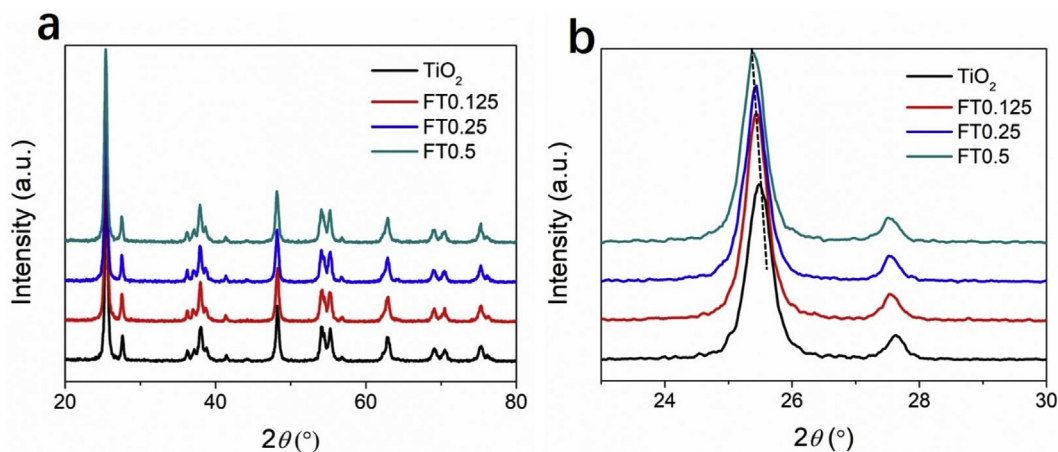 a
TiO₂
FT0.125
FT0.25
FT0.5
Intensity (a.u.)
20
40
60
80
2θ (°)
b
TiO₂
FT0.125
FT0.25
FT0.5
Intensity (a.u.)
24
26
28
30
2θ (°)